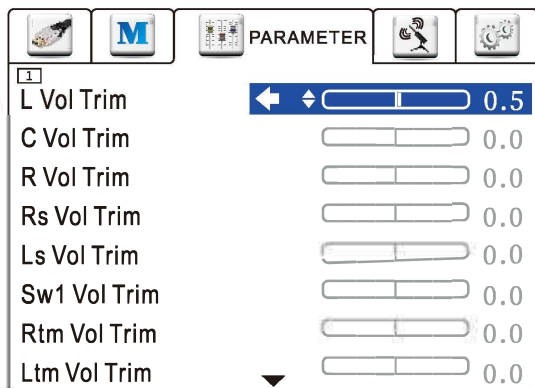 M
PARAMETER
1
L Vol Trim 0.5
C Vol Trim 0.0
R Vol Trim 0.0
Rs Vol Trim 0.0
Ls Vol Trim 0.0
Sw1 Vol Trim 0.0
Rtm Vol Trim 0.0
Ltm Vol Trim 0.0